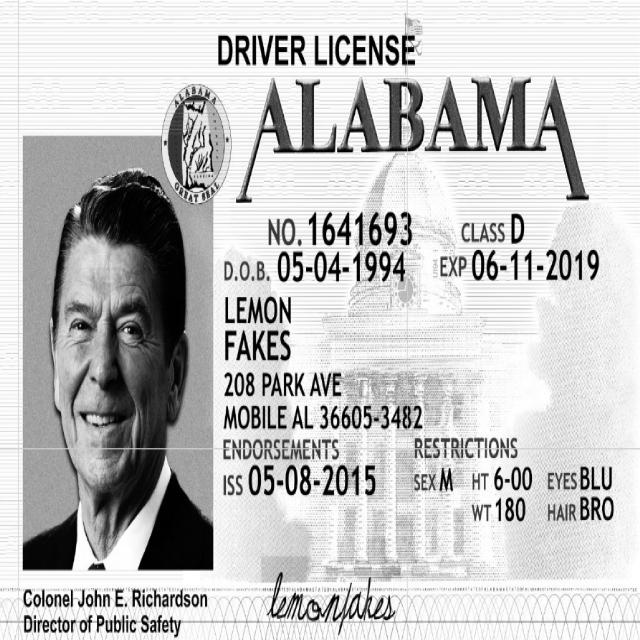 DRIVER LICENSE
ALABAMA
ALABAMA
GREAT SEAL
NO. 1641693 CLASS D
D.O.B. 05-04-1994 EXP 06-11-2019
LEMON
FAKES
208 PARK AVE
MOBILE AL 36605-3482
ENDORSEMENTS RESTRICTIONS
ISS 05-08-2015 SEX M HT 6-00 EYES BLU
WT 180 HAIR BRO
Colonel John E. Richardson
Director of Public Safety
lemonfakes